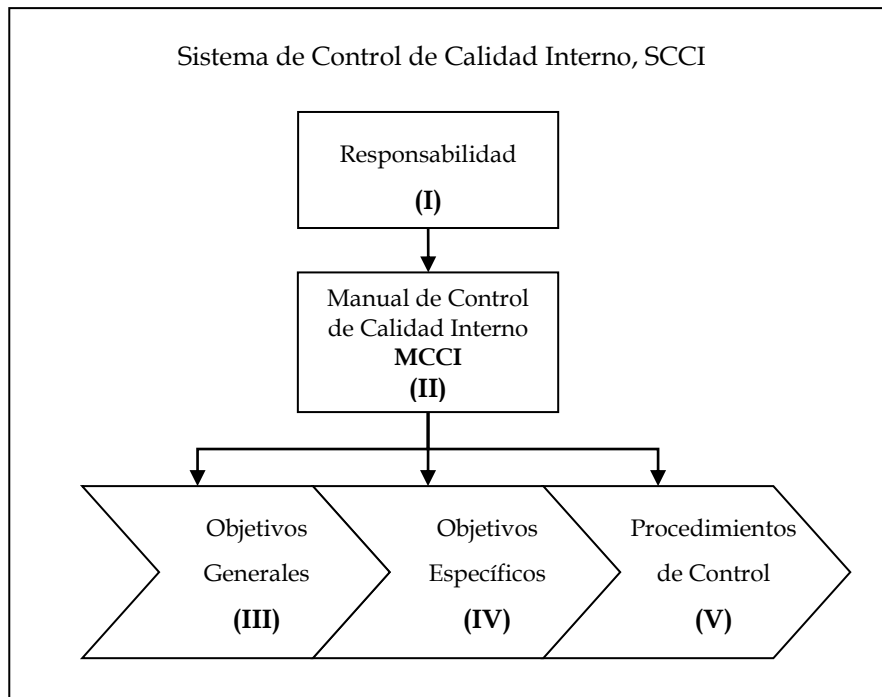 Sistema de Control de Calidad Interno, SCCI
Responsabilidad
(I)
Manual de Control
de Calidad Interno
MCCI
(II)
Objetivos
Generales
(III)
Objetivos
Específicos
(IV)
Procedimientos
de Control
(V)